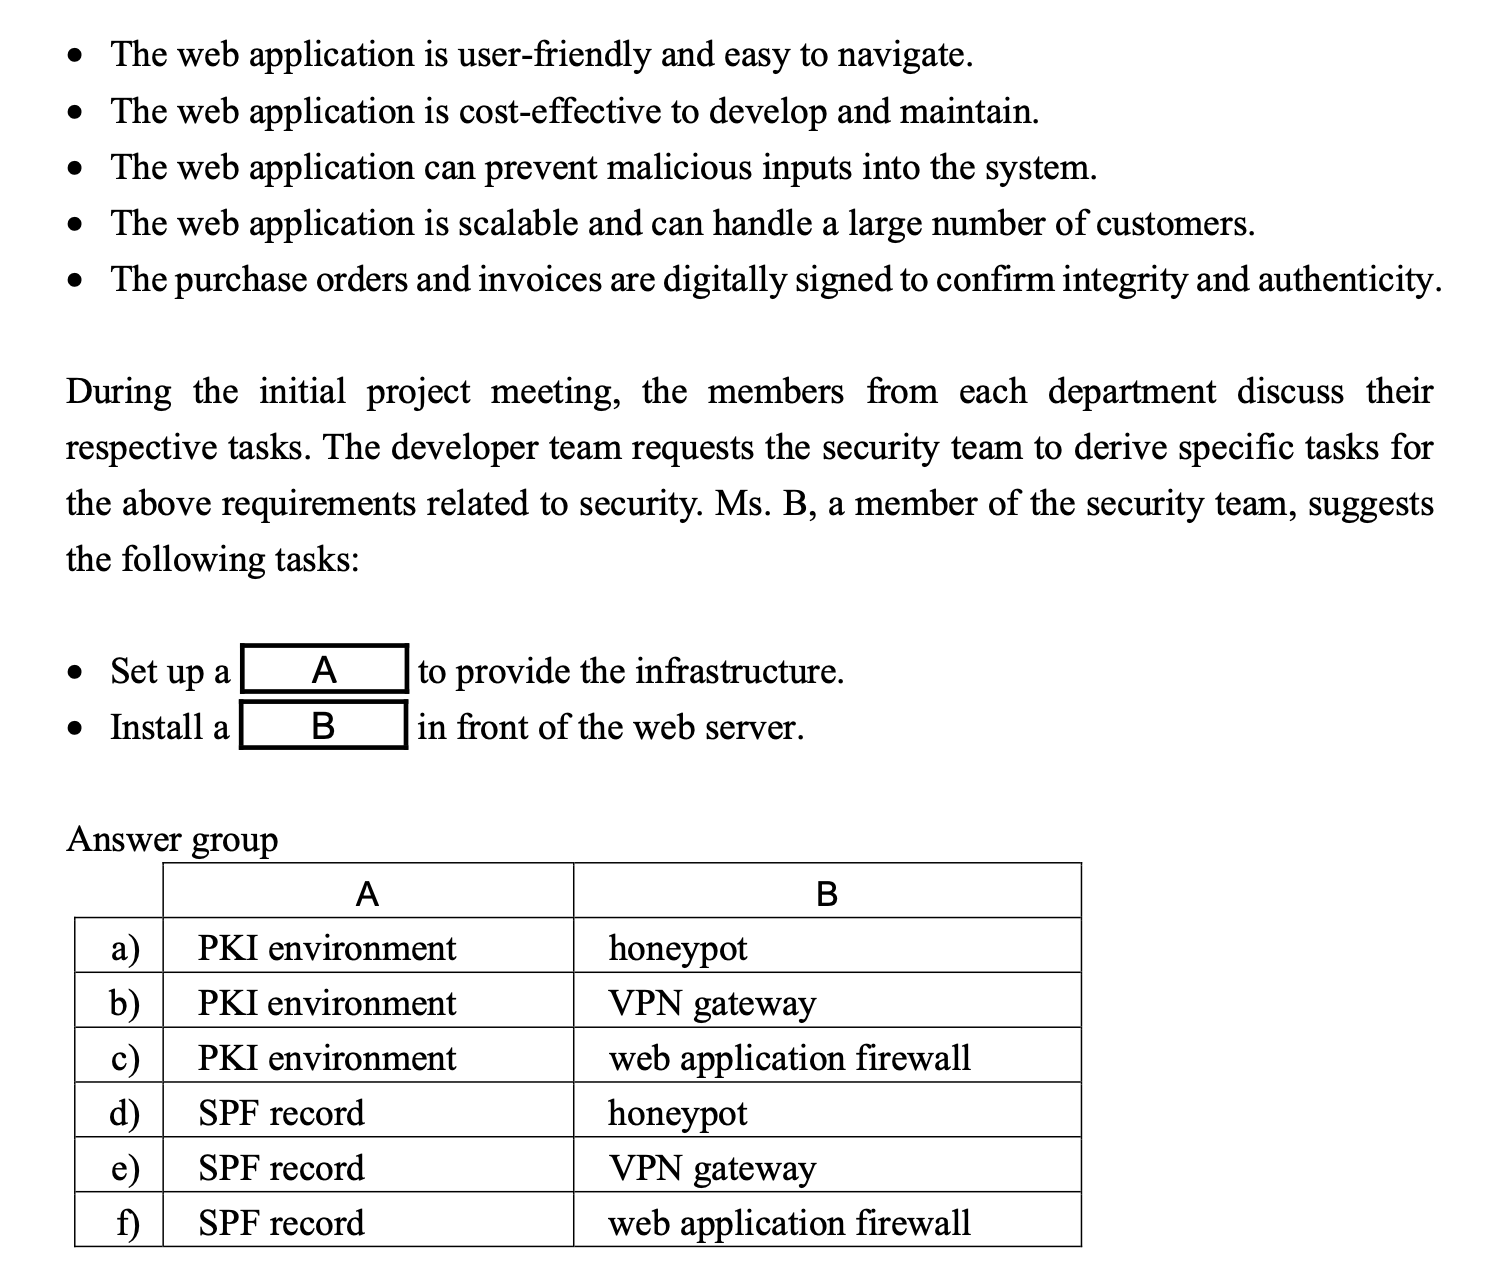 • The web application is user-friendly and easy to navigate.
• The web application is cost-effective to develop and maintain.
• The web application can prevent malicious inputs into the system.
• The web application is scalable and can handle a large number of customers.
• The purchase orders and invoices are digitally signed to confirm integrity and authenticity.
During the initial project meeting, the members from each department discuss their
respective tasks. The developer team requests the security team to derive specific tasks for
the above requirements related to security. Ms. B, a member of the security team, suggests
the following tasks:
• Set up a A to provide the infrastructure.
• Install a B in front of the web server.
Answer group
A B
a) PKI environment honeypot
b) PKI environment VPN gateway
c) PKI environment web application firewall
d) SPF record honeypot
e) SPF record VPN gateway
f) SPF record web application firewall